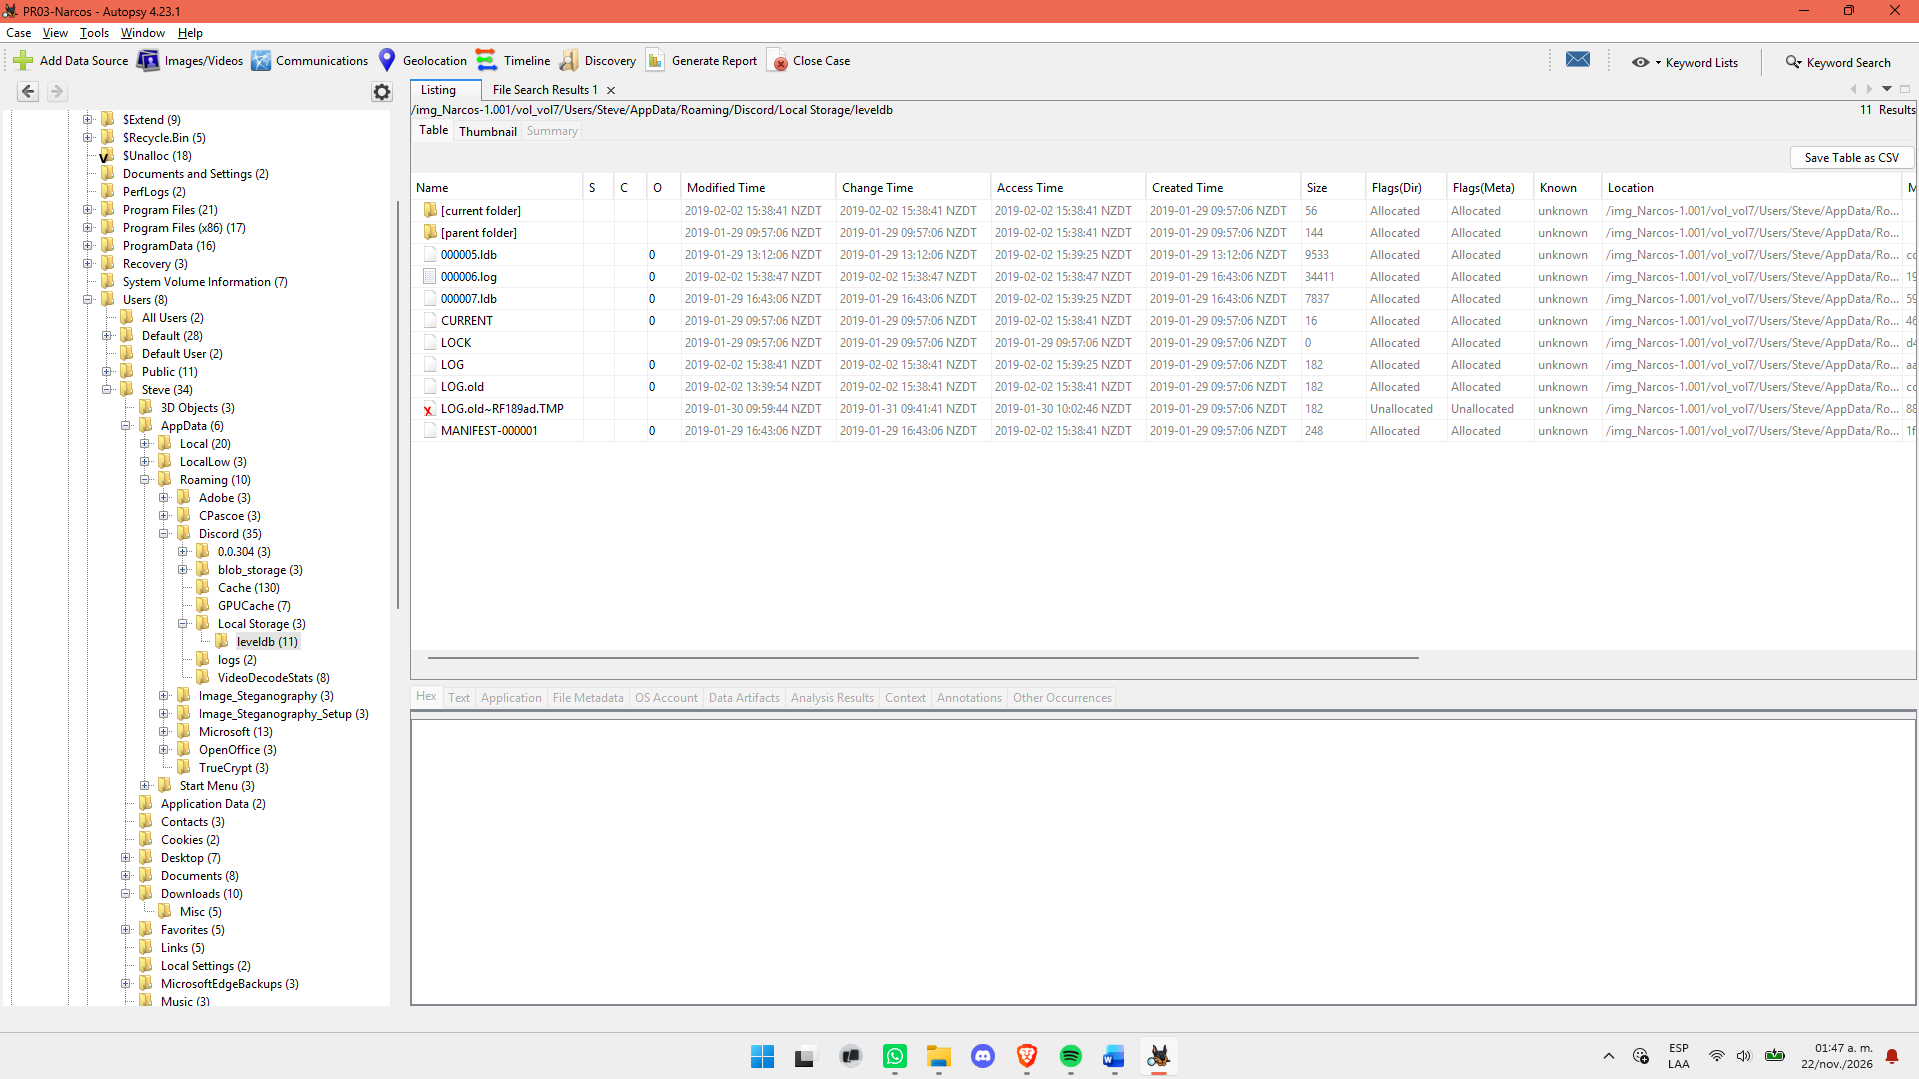 PR03-Narcos - Autopsy 4.23.1
Case View Tools Window Help
Add Data Source Images/Videos Communications Geolocation Timeline Discovery Generate Report Close Case Keyword Lists Keyword Search
$Extend (9)
$Recycle.Bin (5)
$Unalloc (18)
Documents and Settings (2)
PerfLogs (2)
Program Files (21)
Program Files (x86) (17)
ProgramData (16)
Recovery (3)
System Volume Information (7)
Users (8)
All Users (2)
Default (28)
Default User (2)
Public (11)
Steve (34)
3D Objects (3)
AppData (6)
Local (20)
LocalLow (3)
Roaming (10)
Adobe (3)
CPascoe (3)
Discord (35)
0.0.304 (3)
blob_storage (3)
Cache (130)
GPUCache (7)
Local Storage (3)
leveldb (11)
logs (2)
VideoDecodeStats (8)
Image_Steganography (3)
Image_Steganography_Setup (3)
Microsoft (13)
OpenOffice (3)
TrueCrypt (3)
Start Menu (3)
Application Data (2)
Contacts (3)
Cookies (2)
Desktop (7)
Documents (8)
Downloads (10)
Misc (5)
Favorites (5)
Links (5)
Local Settings (2)
MicrosoftEdgeBackups (3)
Music (3)
Listing File Search Results 1
/img_Narcos-1.001/vol_vol7/Users/Steve/AppData/Roaming/Discord/Local Storage/leveldb 11 Results
Table Thumbnail Summary
Save Table as CSV
Name S C O Modified Time Change Time Access Time Created Time Size Flags(Dir) Flags(Meta) Known Location M
[current folder] 2019-02-02 15:38:41 NZDT 2019-02-02 15:38:41 NZDT 2019-02-02 15:38:41 NZDT 2019-01-29 09:57:06 NZDT 56 Allocated Allocated unknown /img_Narcos-1.001/vol_vol7/Users/Steve/AppData/Ro...
[parent folder] 2019-01-29 09:57:06 NZDT 2019-01-29 09:57:06 NZDT 2019-02-02 15:38:41 NZDT 2019-01-29 09:57:06 NZDT 144 Allocated Allocated unknown /img_Narcos-1.001/vol_vol7/Users/Steve/AppData/Ro...
000005.ldb 0 2019-01-29 13:12:06 NZDT 2019-01-29 13:12:06 NZDT 2019-02-02 15:39:25 NZDT 2019-01-29 13:12:06 NZDT 9533 Allocated Allocated unknown /img_Narcos-1.001/vol_vol7/Users/Steve/AppData/Ro...
000006.log 0 2019-02-02 15:38:47 NZDT 2019-02-02 15:38:47 NZDT 2019-02-02 15:38:47 NZDT 2019-01-29 16:43:06 NZDT 34411 Allocated Allocated unknown /img_Narcos-1.001/vol_vol7/Users/Steve/AppData/Ro... 19
000007.ldb 0 2019-01-29 16:43:06 NZDT 2019-01-29 16:43:06 NZDT 2019-02-02 15:39:25 NZDT 2019-01-29 16:43:06 NZDT 7837 Allocated Allocated unknown /img_Narcos-1.001/vol_vol7/Users/Steve/AppData/Ro... 59
CURRENT 0 2019-01-29 09:57:06 NZDT 2019-01-29 09:57:06 NZDT 2019-02-02 15:38:41 NZDT 2019-01-29 09:57:06 NZDT 16 Allocated Allocated unknown /img_Narcos-1.001/vol_vol7/Users/Steve/AppData/Ro... 46
LOCK 2019-01-29 09:57:06 NZDT 2019-01-29 09:57:06 NZDT 2019-01-29 09:57:06 NZDT 2019-01-29 09:57:06 NZDT 0 Allocated Allocated unknown /img_Narcos-1.001/vol_vol7/Users/Steve/AppData/Ro... d4
LOG 0 2019-02-02 15:38:41 NZDT 2019-02-02 15:38:41 NZDT 2019-02-02 15:39:25 NZDT 2019-01-29 09:57:06 NZDT 182 Allocated Allocated unknown /img_Narcos-1.001/vol_vol7/Users/Steve/AppData/Ro... aa
LOG.old 0 2019-02-02 13:39:54 NZDT 2019-02-02 15:38:41 NZDT 2019-02-02 15:38:41 NZDT 2019-01-29 09:57:06 NZDT 182 Allocated Allocated unknown /img_Narcos-1.001/vol_vol7/Users/Steve/AppData/Ro...
LOG.old~RF189ad.TMP 2019-01-30 09:59:44 NZDT 2019-01-31 09:41:41 NZDT 2019-01-30 10:02:46 NZDT 2019-01-29 09:57:06 NZDT 182 Unallocated Unallocated unknown /img_Narcos-1.001/vol_vol7/Users/Steve/AppData/Ro... 88
MANIFEST-000001 0 2019-01-29 16:43:06 NZDT 2019-01-29 16:43:06 NZDT 2019-02-02 15:38:41 NZDT 2019-01-29 09:57:06 NZDT 248 Allocated Allocated unknown /img_Narcos-1.001/vol_vol7/Users/Steve/AppData/Ro... 1f
Hex Text Application File Metadata OS Account Data Artifacts Analysis Results Context Annotations Other Occurrences
ESP
LAA
01:47 a. m.
22/nov./2026